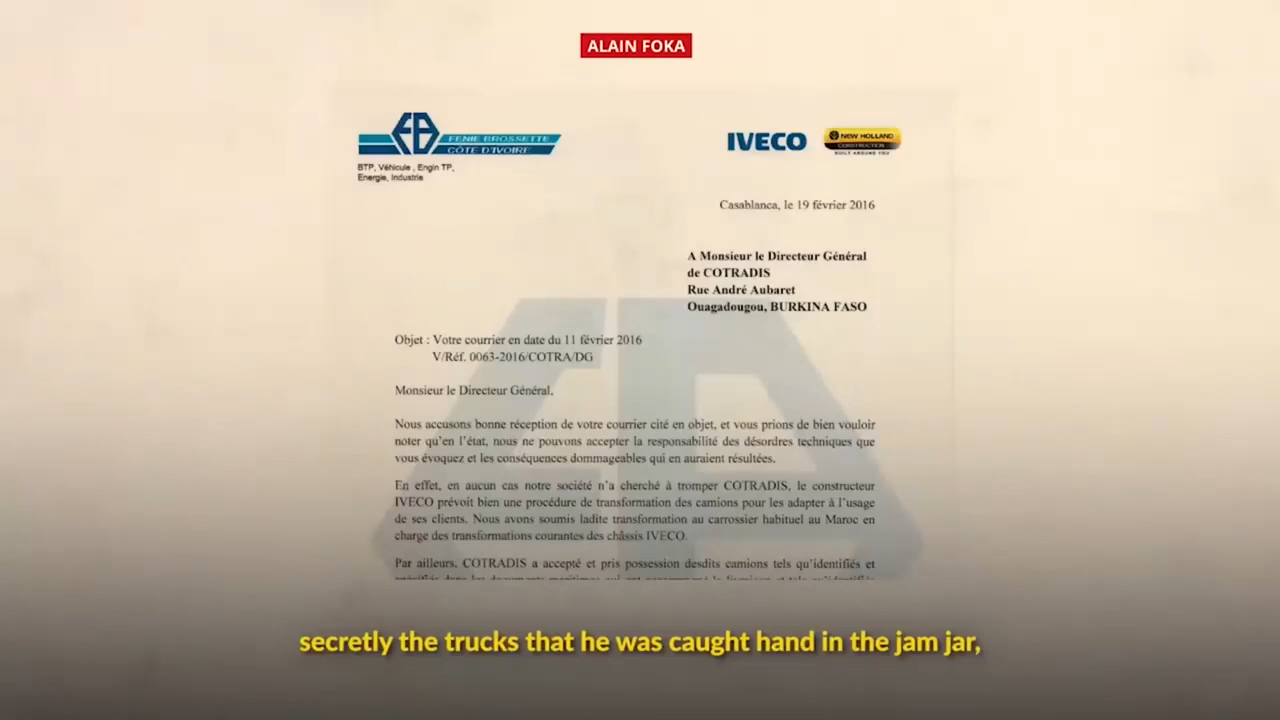 ALAIN FOKA
FB
FENIE BROSSETTE
CÔTE D'IVOIRE
BTP, Véhicule , Engin TP,
Energie, Industrie
IVECO
NEW HOLLAND
CONSTRUCTION
BUILT AROUND YOU
Casablanca, le 19 février 2016
A Monsieur le Directeur Général
de COTRADIS
Rue André Aubaret
Ouagadougou, BURKINA FASO
Objet : Votre courrier en date du 11 février 2016
V/Réf. 0063-2016/COTRA/DG
Monsieur le Directeur Général,
Nous accusons bonne réception de votre courrier cité en objet, et vous prions de bien vouloir
noter qu'en l'état, nous ne pouvons accepter la responsabilité des désordres techniques que
vous évoquez et les conséquences dommageables qui en auraient résultées.
En effet, en aucun cas notre société n'a cherché à tromper COTRADIS, le constructeur
IVECO prévoit bien une procédure de transformation des camions pour les adapter à l'usage
de ses clients. Nous avons soumis ladite transformation au carrossier habituel au Maroc en
charge des transformations courantes des châssis IVECO.
Par ailleurs, COTRADIS a accepté et pris possession desdits camions tels qu'identifiés et
secretly the trucks that he was caught hand in the jam jar,